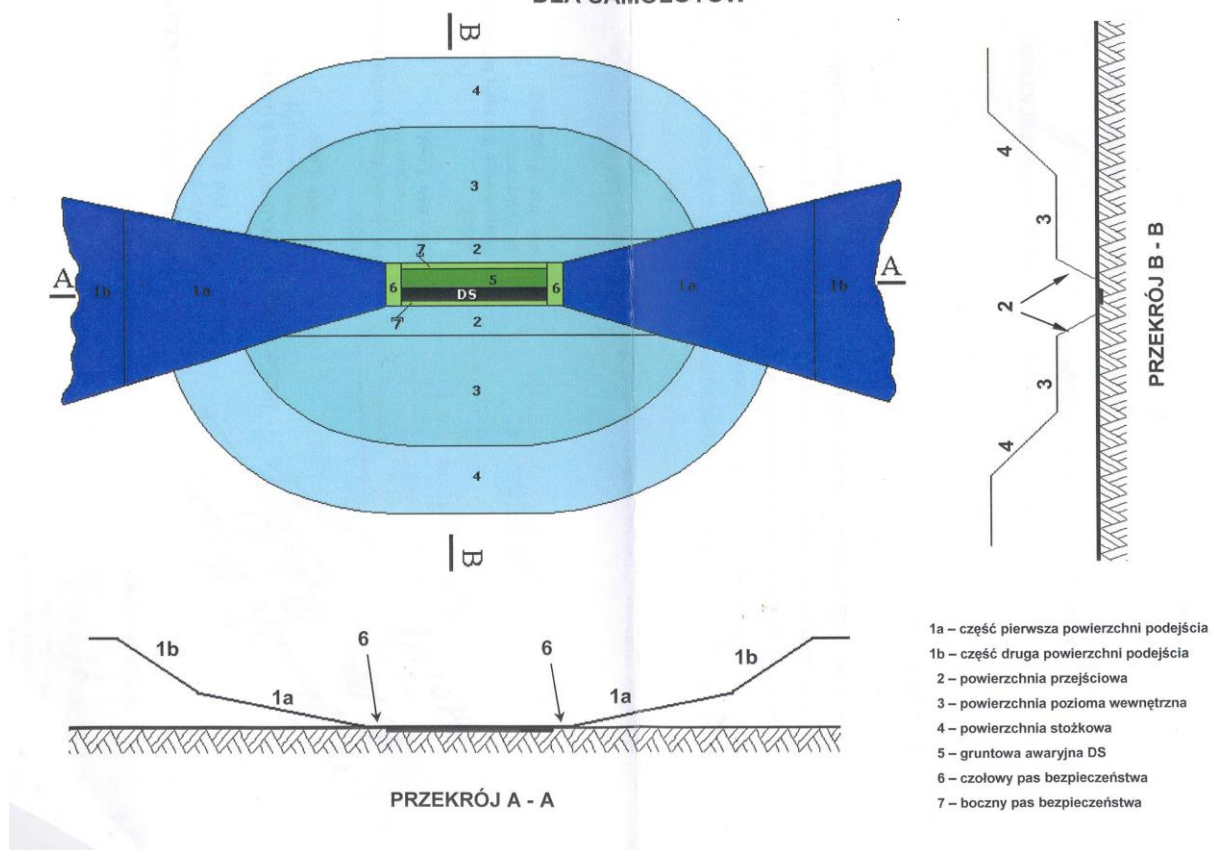 DLA SAMOLOTÓW
B
4
3
2
7
A
1b
1a
6
5
6
1a
1b
A
DS
7
2
3
4
B
4
3
2
3
4
PRZEKRÓJ B - B
1b
1a
6
6
1a
1b
PRZEKRÓJ A - A
1a – część pierwsza powierzchni podejścia
1b – część druga powierzchni podejścia
2 – powierzchnia przejściowa
3 – powierzchnia pozioma wewnętrzna
4 – powierzchnia stożkowa
5 – gruntowa awaryjna DS
6 – czołowy pas bezpieczeństwa
7 – boczny pas bezpieczeństwa